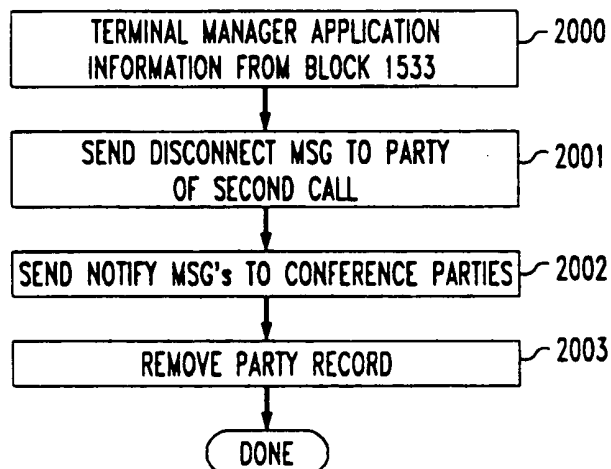 TERMINAL MANAGER APPLICATION
INFORMATION FROM BLOCK 1533
2000
SEND DISCONNECT MSG TO PARTY
OF SECOND CALL
2001
SEND NOTIFY MSG's TO CONFERENCE PARTIES
2002
REMOVE PARTY RECORD
2003
DONE